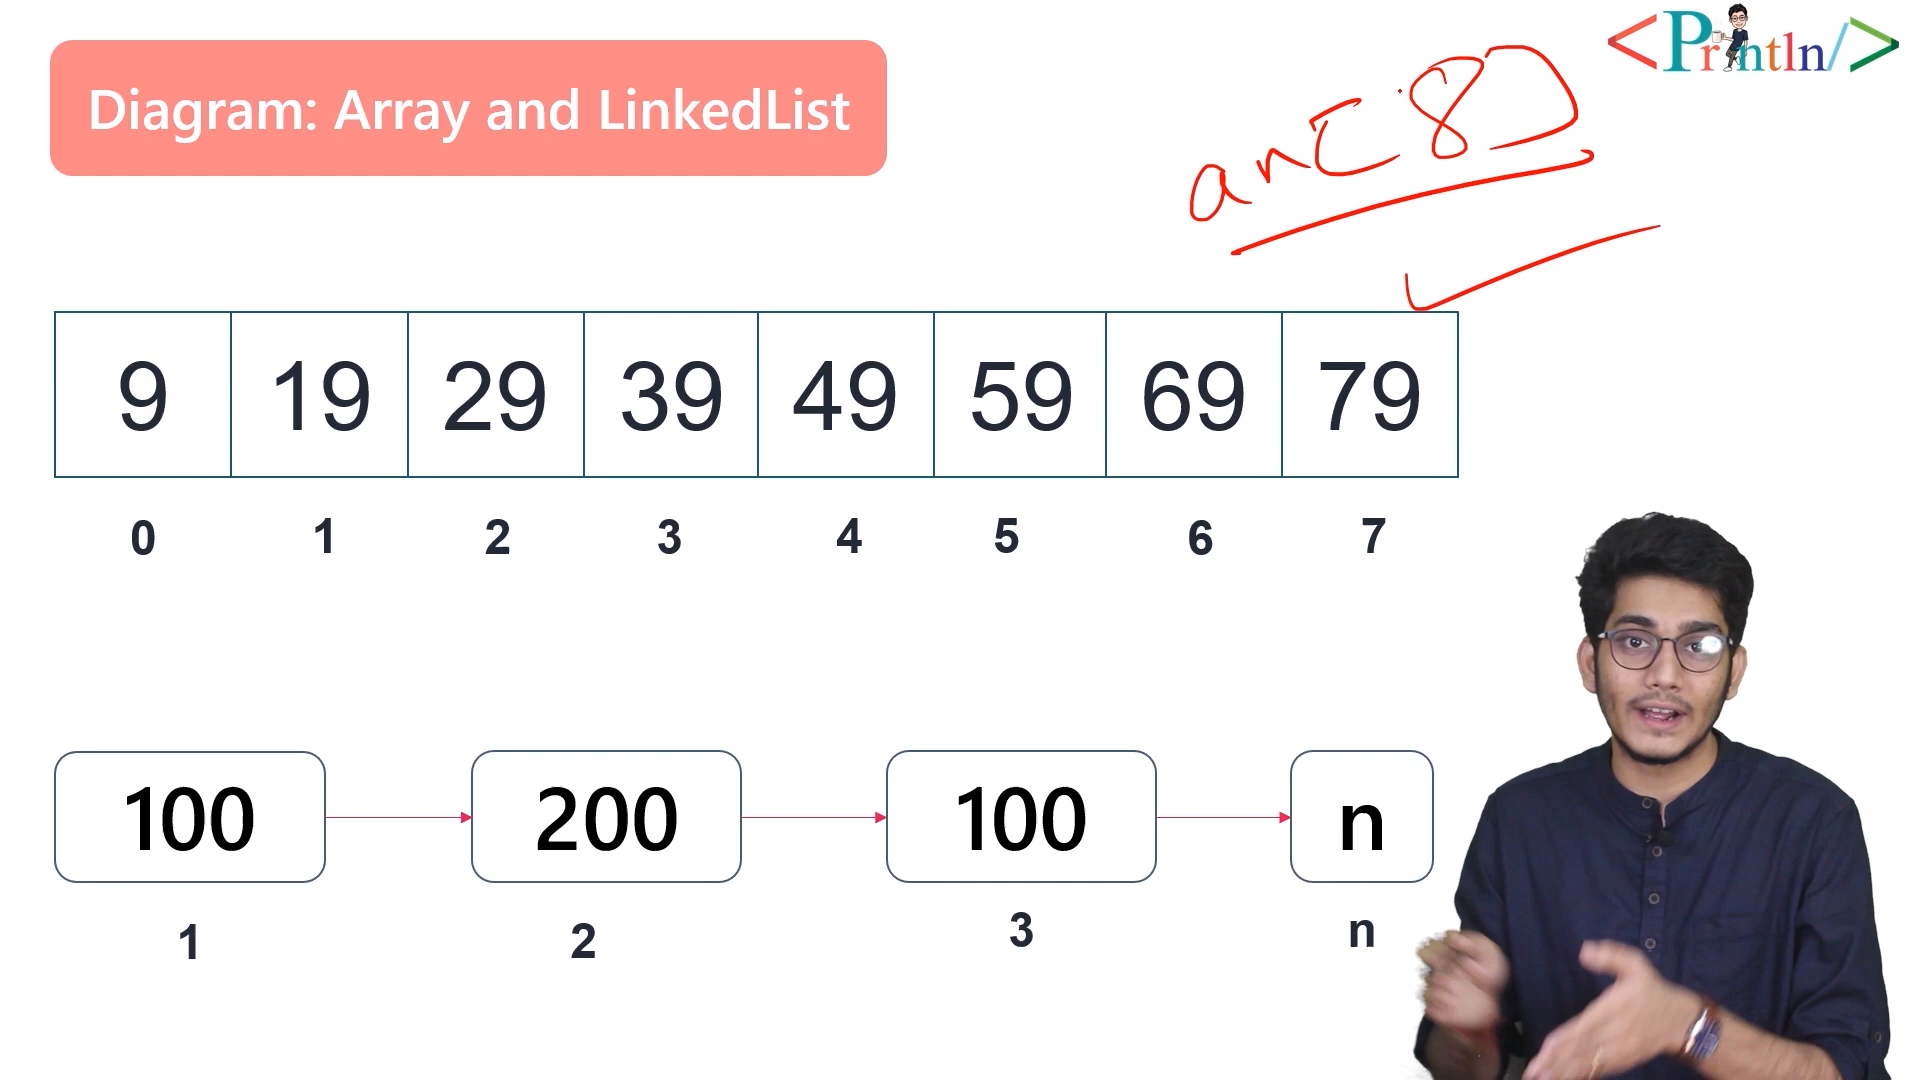 Diagram: Array and LinkedList
<Println/>
arr[8]
9 19 29 39 49 59 69 79
0 1 2 3 4 5 6 7
100 200 100 n
1 2 3 n